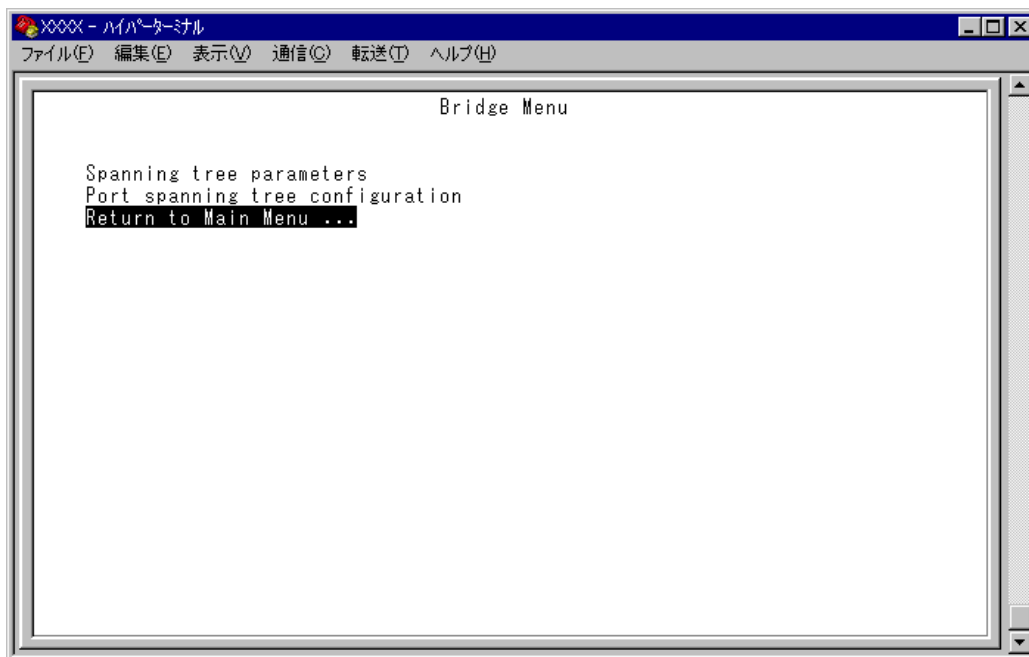 XXXX - ﾊｲﾊﾟｰﾀｰﾐﾅﾙ
ファイル(F) 編集(E) 表示(V) 通信(C) 転送(T) ヘルプ(H)
Bridge Menu
Spanning tree parameters
Port spanning tree configuration
Return to Main Menu ...